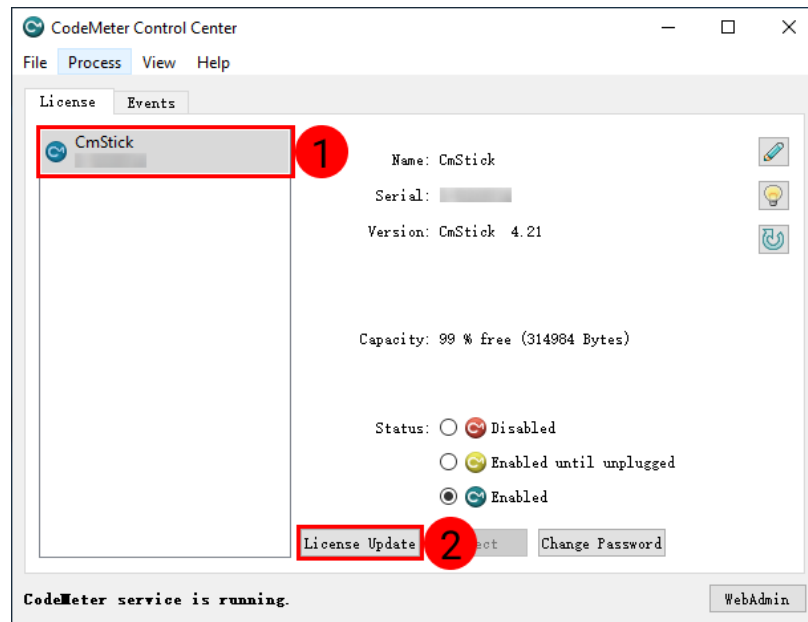 CodeMeter Control Center
File Process View Help
License Events
CmStick
1
Name: CmStick
Serial:
Version: CmStick 4.21
Capacity: 99 % free (314984 Bytes)
Status: Disabled
Enabled until unplugged
Enabled
License Update 2 Change Password
CodeMeter service is running.
WebAdmin